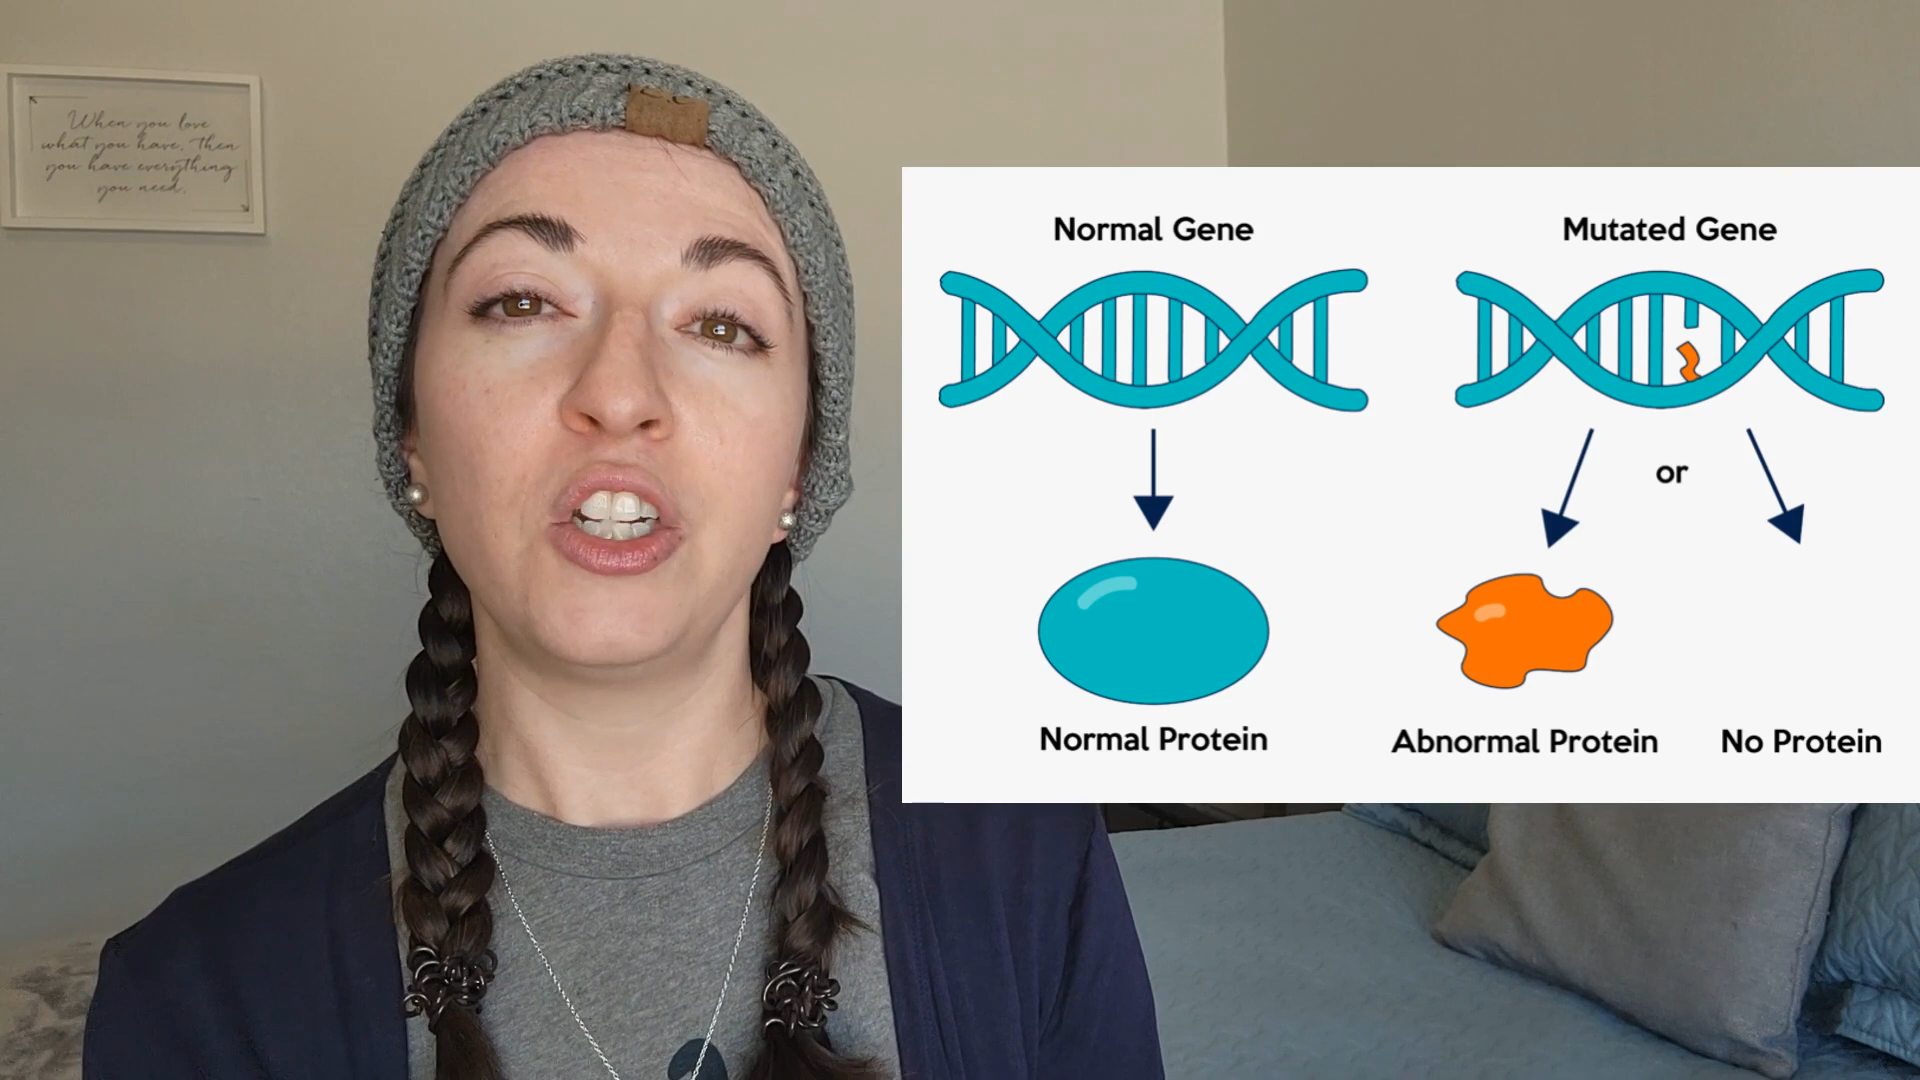 When you love
what you have, then
you have everything
you need.
C.C
Normal Gene
Mutated Gene
or
Normal Protein
Abnormal Protein
No Protein